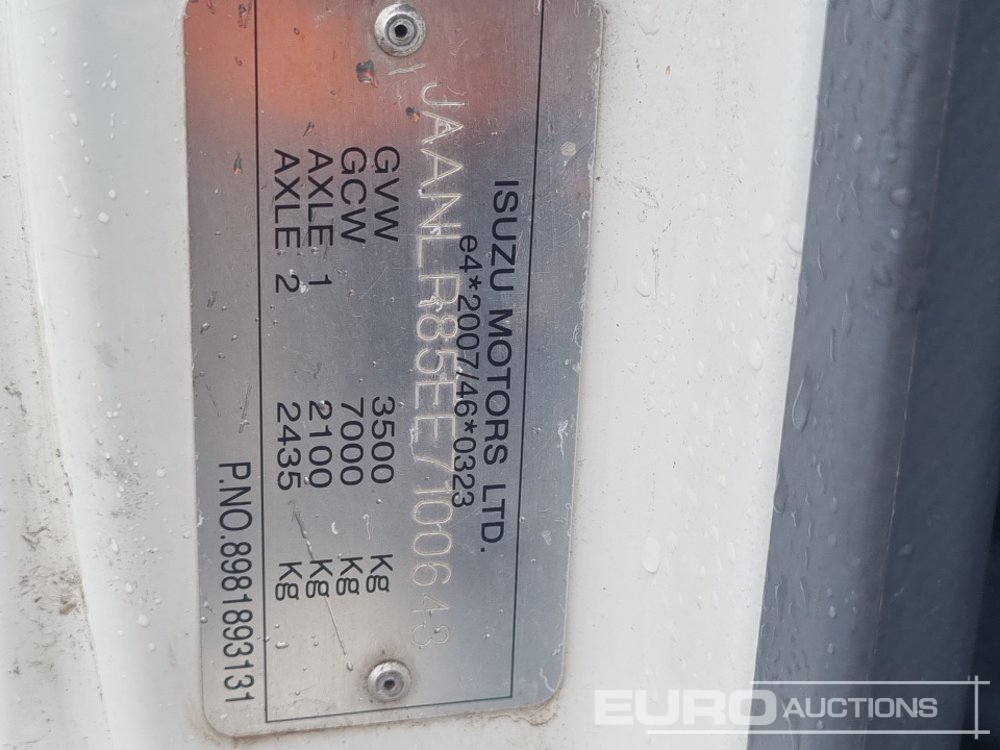 ISUZU MOTORS LTD.
e4*2007/46*0323
JAANLR85EE7100643
GVW 3500 Kg
GCW 7000 Kg
AXLE 1 2100 Kg
AXLE 2 2435 Kg
P.NO.8981893131
EURO AUCTIONS